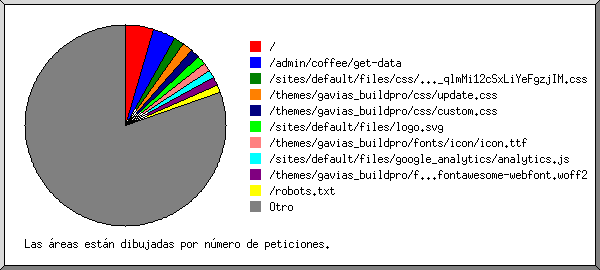 /
/admin/coffee/get-data
/sites/default/files/css/..._qlmMi12cSxLiYeFgzjIM.css
/themes/gavias_buildpro/css/update.css
/themes/gavias_buildpro/css/custom.css
/sites/default/files/logo.svg
/themes/gavias_buildpro/fonts/icon/icon.ttf
/sites/default/files/google_analytics/analytics.js
/themes/gavias_buildpro/f...fontawesome-webfont.woff2
/robots.txt
Otro
Las áreas están dibujadas por número de peticiones.